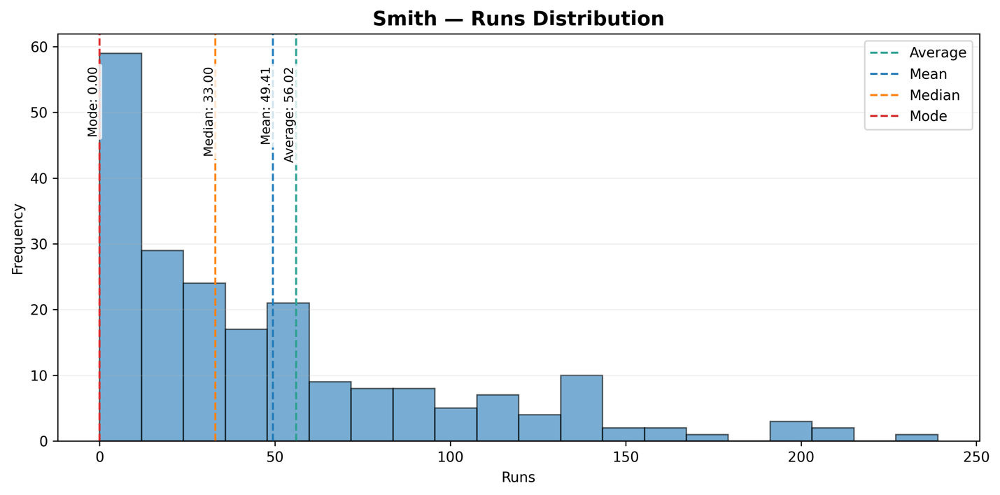 Smith — Runs Distribution
Frequency
60
50
40
30
20
10
0
Mode: 0.00
Median: 33.00
Mean: 49.41
Average: 56.02
Average
Mean
Median
Mode
0
50
100
150
200
250
Runs